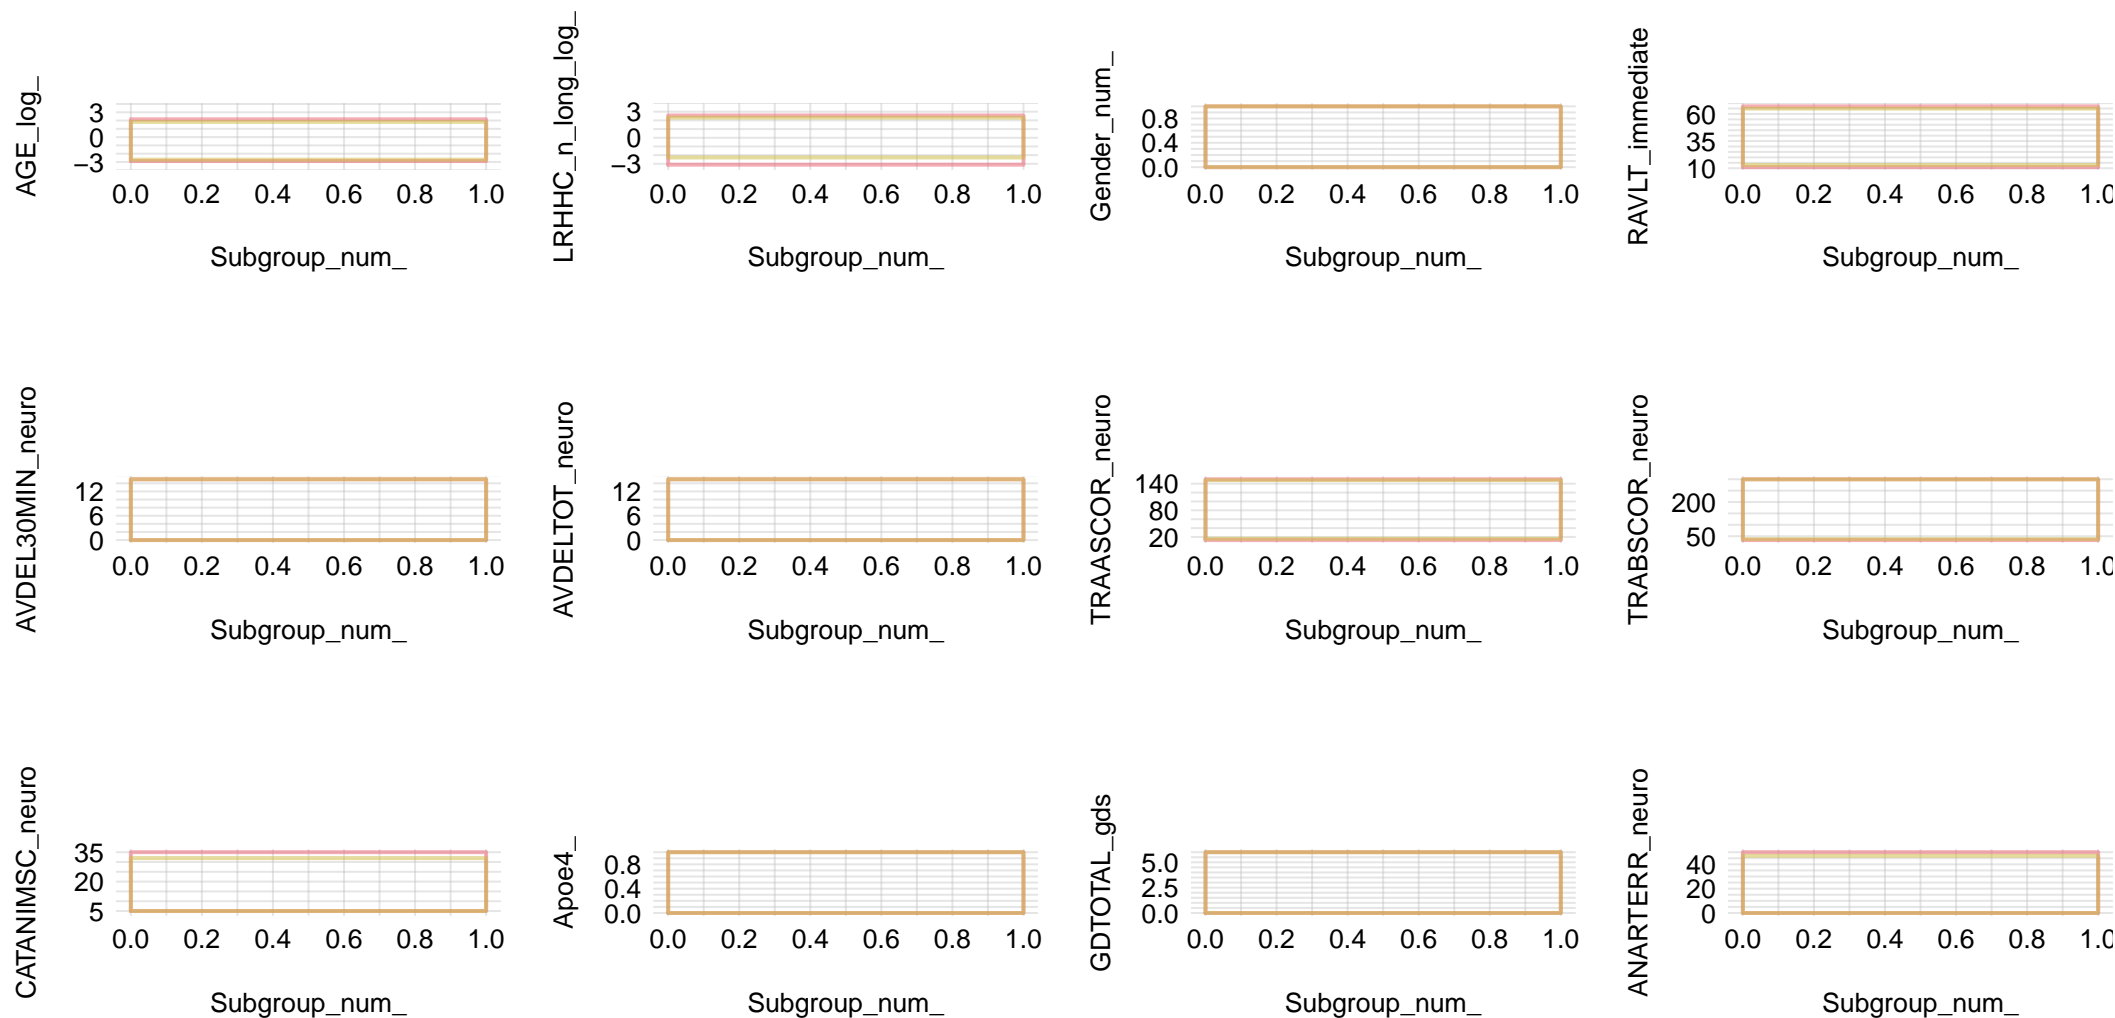 AGE_log_
3
0
−3
0.0 0.2 0.4 0.6 0.8 1.0
Subgroup_num_
LRHHC_n_long_log_
3
0
−3
0.0 0.2 0.4 0.6 0.8 1.0
Subgroup_num_
Gender_num_
0.8
0.4
0.0
0.0 0.2 0.4 0.6 0.8 1.0
Subgroup_num_
RAVLT_immediate
60
35
10
0.0 0.2 0.4 0.6 0.8 1.0
Subgroup_num_
AVDEL30MIN_neuro
12
6
0
0.0 0.2 0.4 0.6 0.8 1.0
Subgroup_num_
AVDELTOT_neuro
12
6
0
0.0 0.2 0.4 0.6 0.8 1.0
Subgroup_num_
TRAASCOR_neuro
140
80
20
0.0 0.2 0.4 0.6 0.8 1.0
Subgroup_num_
TRABSCOR_neuro
200
50
0.0 0.2 0.4 0.6 0.8 1.0
Subgroup_num_
CATANIMSC_neuro
35
20
5
0.0 0.2 0.4 0.6 0.8 1.0
Subgroup_num_
Apoe4_
0.8
0.4
0.0
0.0 0.2 0.4 0.6 0.8 1.0
Subgroup_num_
GDTOTAL_gds
5.0
2.5
0.0
0.0 0.2 0.4 0.6 0.8 1.0
Subgroup_num_
ANARTERR_neuro
40
20
0
0.0 0.2 0.4 0.6 0.8 1.0
Subgroup_num_